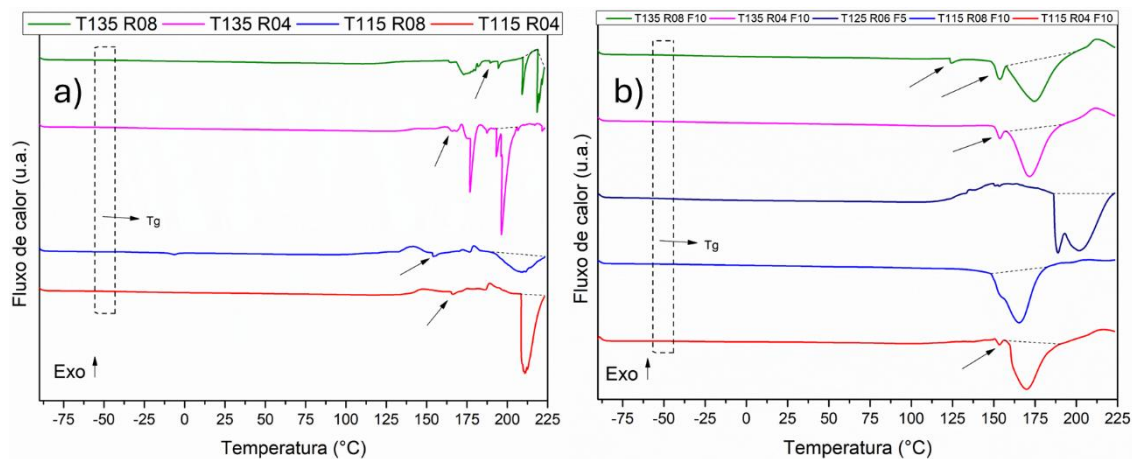 T135 R08 T135 R04 T115 R08 T115 R04
a)
Tg
Exo
Fluxo de calor (u.a.)
-75 -50 -25 0 25 50 75 100 125 150 175 200 225
Temperatura (°C)
T135 R08 F10 T135 R04 F10 T125 R06 F5 T115 R08 F10 T115 R04 F10
b)
Tg
Exo
Fluxo de calor (u.a.)
-75 -50 -25 0 25 50 75 100 125 150 175 200 225
Temperatura (°C)